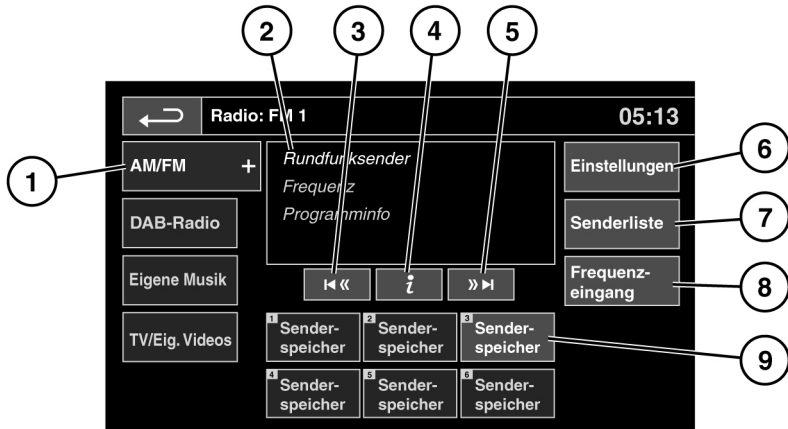 2
3
4
5
Radio: FM 1
05:13
1
AM/FM +
Rundfunksender
Frequenz
Programminfo
Einstellungen
6
DAB-Radio
Senderliste
7
Eigene Musik
i
Frequenz-
eingang
8
TV/Eig. Videos
1 Sender-
speicher
2 Sender-
speicher
3 Sender-
speicher
9
4 Sender-
speicher
5 Sender-
speicher
6 Sender-
speicher